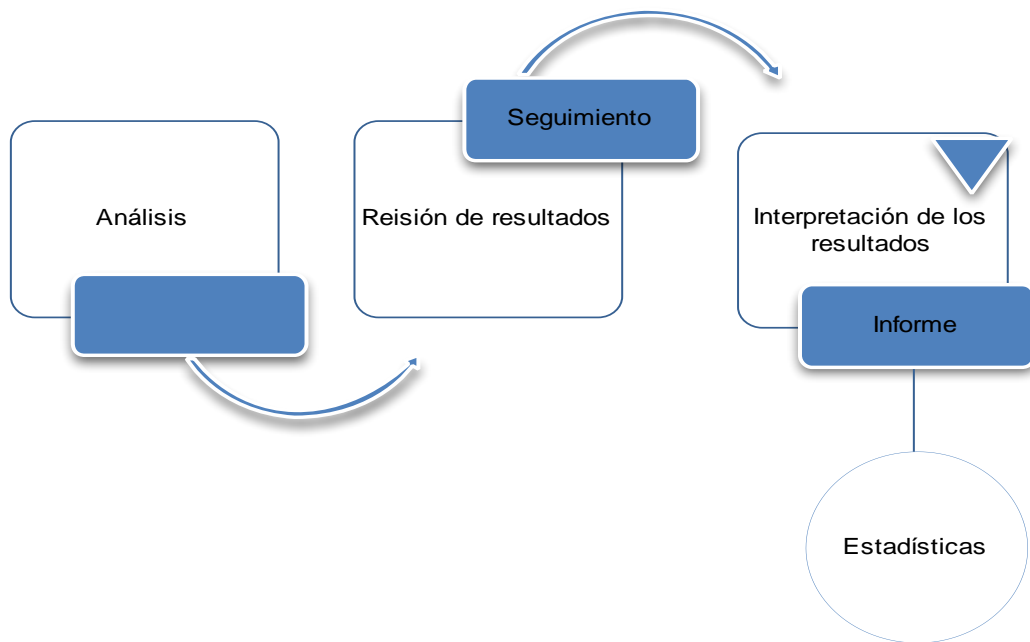 Análisis
Reisión de resultados
Seguimiento
Interpretación de los
resultados
Informe
Estadísticas